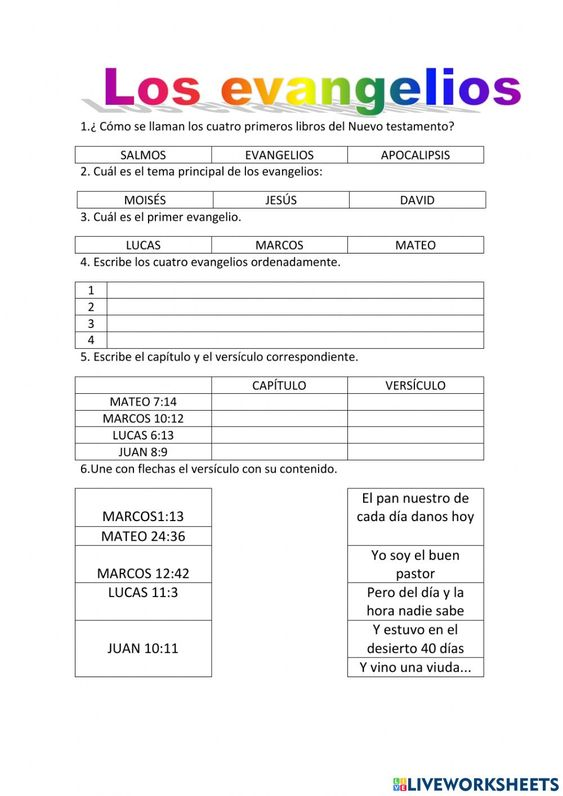 Los evangelios
1.¿ Cómo se llaman los cuatro primeros libros del Nuevo testamento?
SALMOS EVANGELIOS APOCALIPSIS
2. Cuál es el tema principal de los evangelios:
MOISÉS JESÚS DAVID
3. Cuál es el primer evangelio.
LUCAS MARCOS MATEO
4. Escribe los cuatro evangelios ordenadamente.
1
2
3
4
5. Escribe el capítulo y el versículo correspondiente.
CAPÍTULO VERSÍCULO
MATEO 7:14
MARCOS 10:12
LUCAS 6:13
JUAN 8:9
6.Une con flechas el versículo con su contenido.
MARCOS1:13
MATEO 24:36
MARCOS 12:42
LUCAS 11:3
JUAN 10:11
El pan nuestro de
cada día danos hoy
Yo soy el buen
pastor
Pero del día y la
hora nadie sabe
Y estuvo en el
desierto 40 días
Y vino una viuda...
LIVE LIVEWORKSHEETS